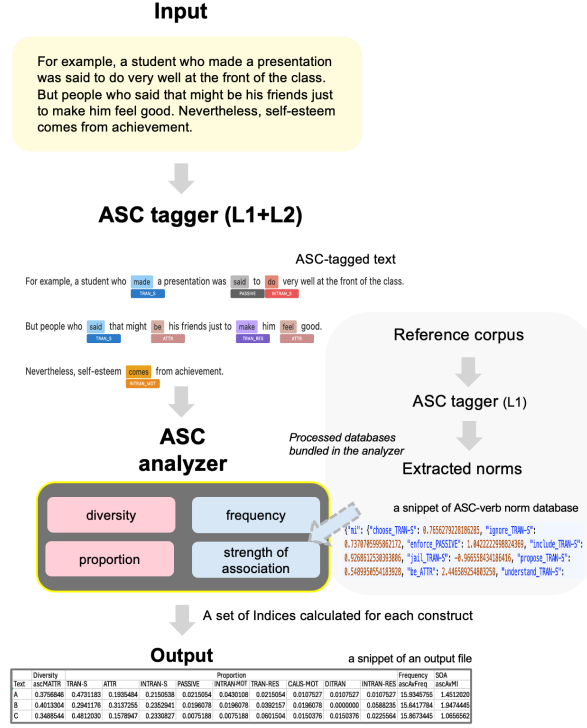 Input
For example, a student who made a presentation
was said to do very well at the front of the class.
But people who said that might be his friends just
to make him feel good. Nevertheless, self-esteem
comes from achievement.
ASC tagger (L1+L2)
ASC-tagged text
For example, a student who made a presentation was said to do very well at the front of the class.
TRAN_S PASSIVE INTRAN_S
But people who said that might be his friends just to make him feel good.
TRAN_S ATTR TRAN_RES ATTR
Nevertheless, self-esteem comes from achievement.
INTRAN_MOT
Reference corpus
ASC tagger (L1)
Extracted norms
Processed databases
bundled in the analyzer
a snippet of ASC-verb norm database
{"mi": {"choose_TRAN-S": 0.7656279228186285, "ignore_TRAN-S":
0.7370705995862172, "enforce_PASSIVE": 1.0422222998824369, "include_TRAN-S":
0.9268612538393886, "jail_TRAN-S": -0.966558434186416, "propose_TRAN-S":
0.5409950554183928, "be_ATTR": 2.446589254803258, "understand_TRAN-S":
ASC
analyzer
diversity frequency
proportion strength of
association
A set of Indices calculated for each construct
Output
a snippet of an output file
Diversity Proportion Frequency SOA
Text ascMATTR TRAN-S ATTR INTRAN-S PASSIVE INTRAN-MOT TRAN-RES CAUS-MOT DITRAN INTRAN-RES ascAvFreq ascAvMI
A 0.3756846 0.4731183 0.1935484 0.2150538 0.0215054 0.0430108 0.0215054 0.0107527 0.0107527 0.0107527 15.9345755 1.4512020
B 0.4013304 0.2941176 0.3137255 0.2352941 0.0196078 0.0196078 0.0392157 0.0196078 0.0000000 0.0588235 15.6417784 1.9474445
C 0.3488544 0.4812030 0.1578947 0.2330827 0.0075188 0.0075188 0.0601504 0.0150376 0.0150376 0.0225564 14.8673445 1.0656562